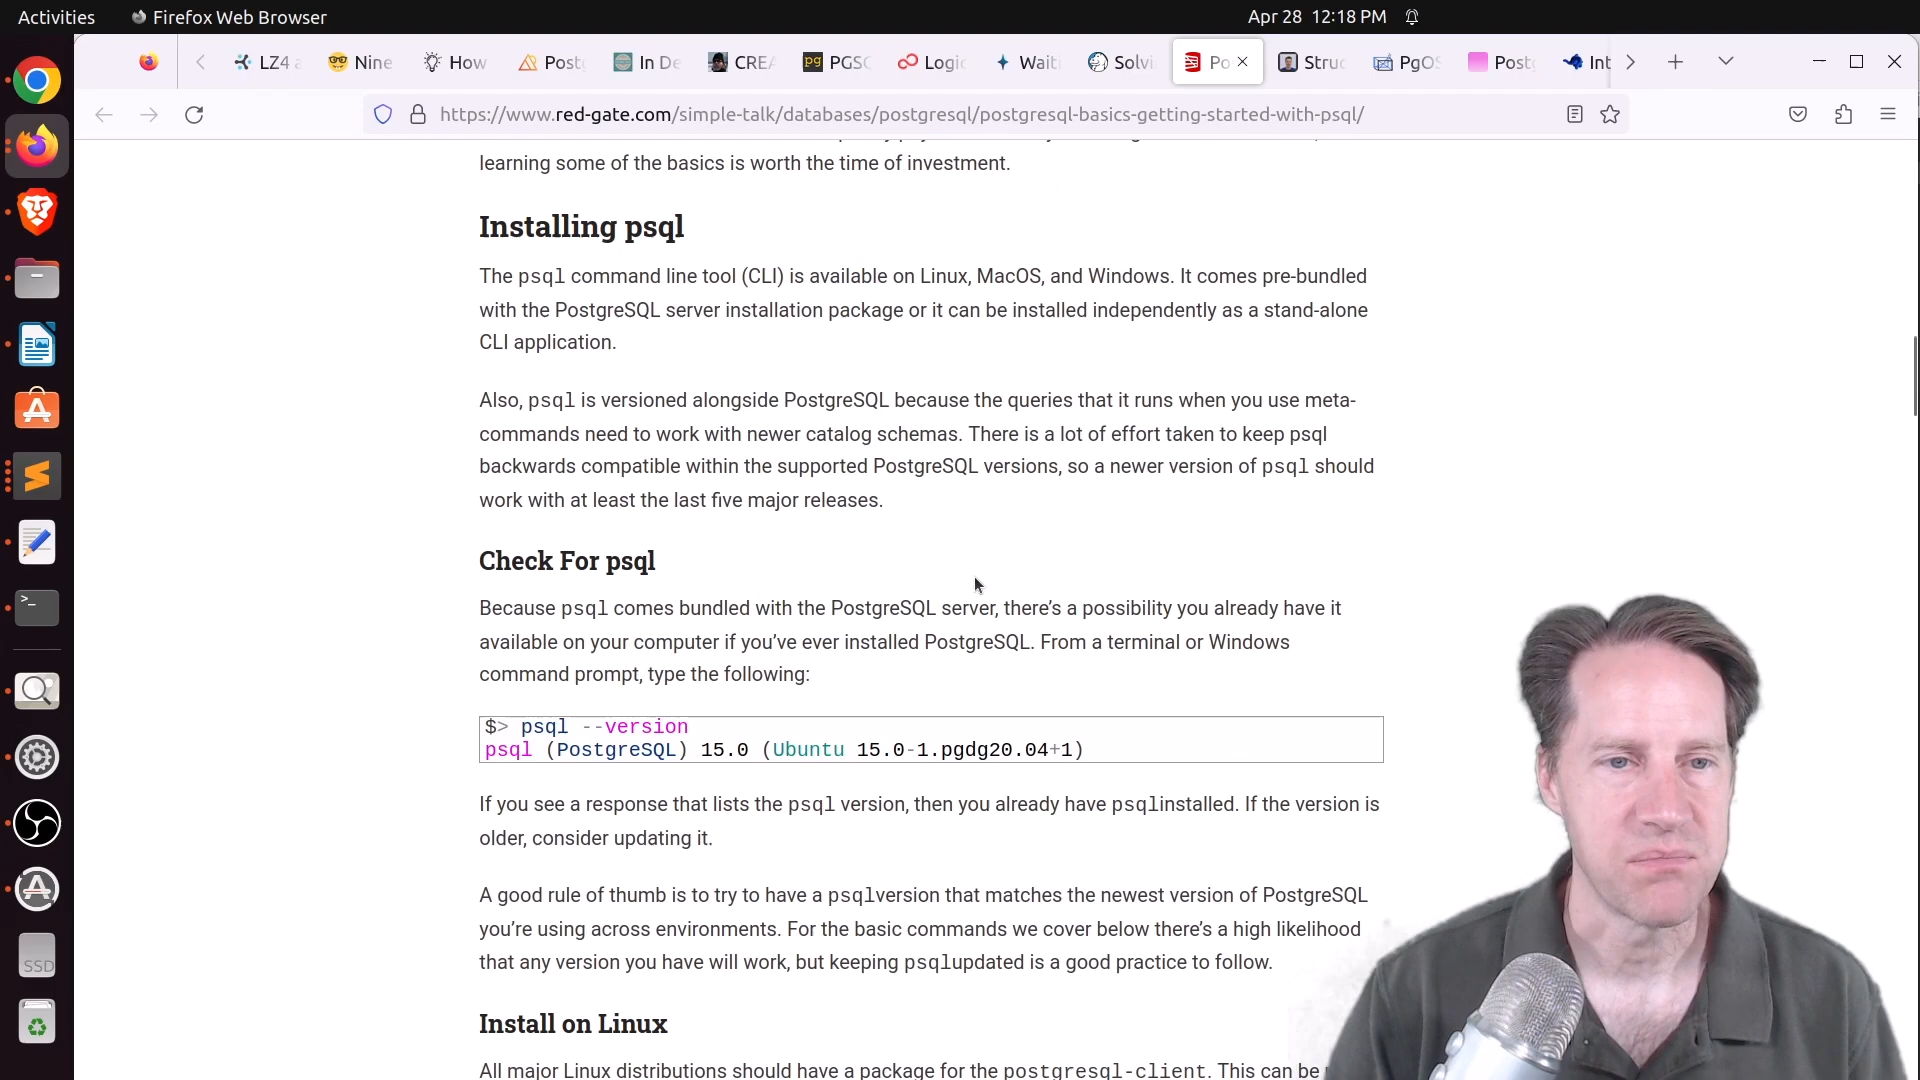 Activities Firefox Web Browser Apr 28 12:18 PM
LZ4 a Nine How Postg In De CREA PGSQ Logic Waiti Solvi Po Struc PgOS Postg Int
https://www.red-gate.com/simple-talk/databases/postgresql/postgresql-basics-getting-started-with-psql/
learning some of the basics is worth the time of investment.
Installing psql
The psql command line tool (CLI) is available on Linux, MacOS, and Windows. It comes pre-bundled
with the PostgreSQL server installation package or it can be installed independently as a stand-alone
CLI application.
Also, psql is versioned alongside PostgreSQL because the queries that it runs when you use meta-
commands need to work with newer catalog schemas. There is a lot of effort taken to keep psql
backwards compatible within the supported PostgreSQL versions, so a newer version of psql should
work with at least the last five major releases.
Check For psql
Because psql comes bundled with the PostgreSQL server, there’s a possibility you already have it
available on your computer if you’ve ever installed PostgreSQL. From a terminal or Windows
command prompt, type the following:
$> psql --version
psql (PostgreSQL) 15.0 (Ubuntu 15.0-1.pgdg20.04+1)
If you see a response that lists the psql version, then you already have psqlinstalled. If the version is
older, consider updating it.
A good rule of thumb is to try to have a psqlversion that matches the newest version of PostgreSQL
you’re using across environments. For the basic commands we cover below there’s a high likelihood
that any version you have will work, but keeping psqlupdated is a good practice to follow.
Install on Linux
All major Linux distributions should have a package for the postgresql-client. This can be
SSD